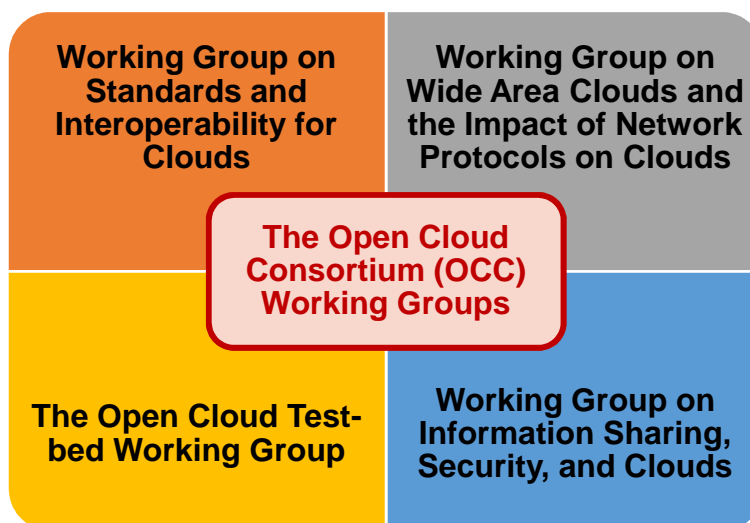 Working Group on
Standards and
Interoperability for
Clouds
Working Group on
Wide Area Clouds and
the Impact of Network
Protocols on Clouds
The Open Cloud
Consortium (OCC)
Working Groups
The Open Cloud Test-
bed Working Group
Working Group on
Information Sharing,
Security, and Clouds